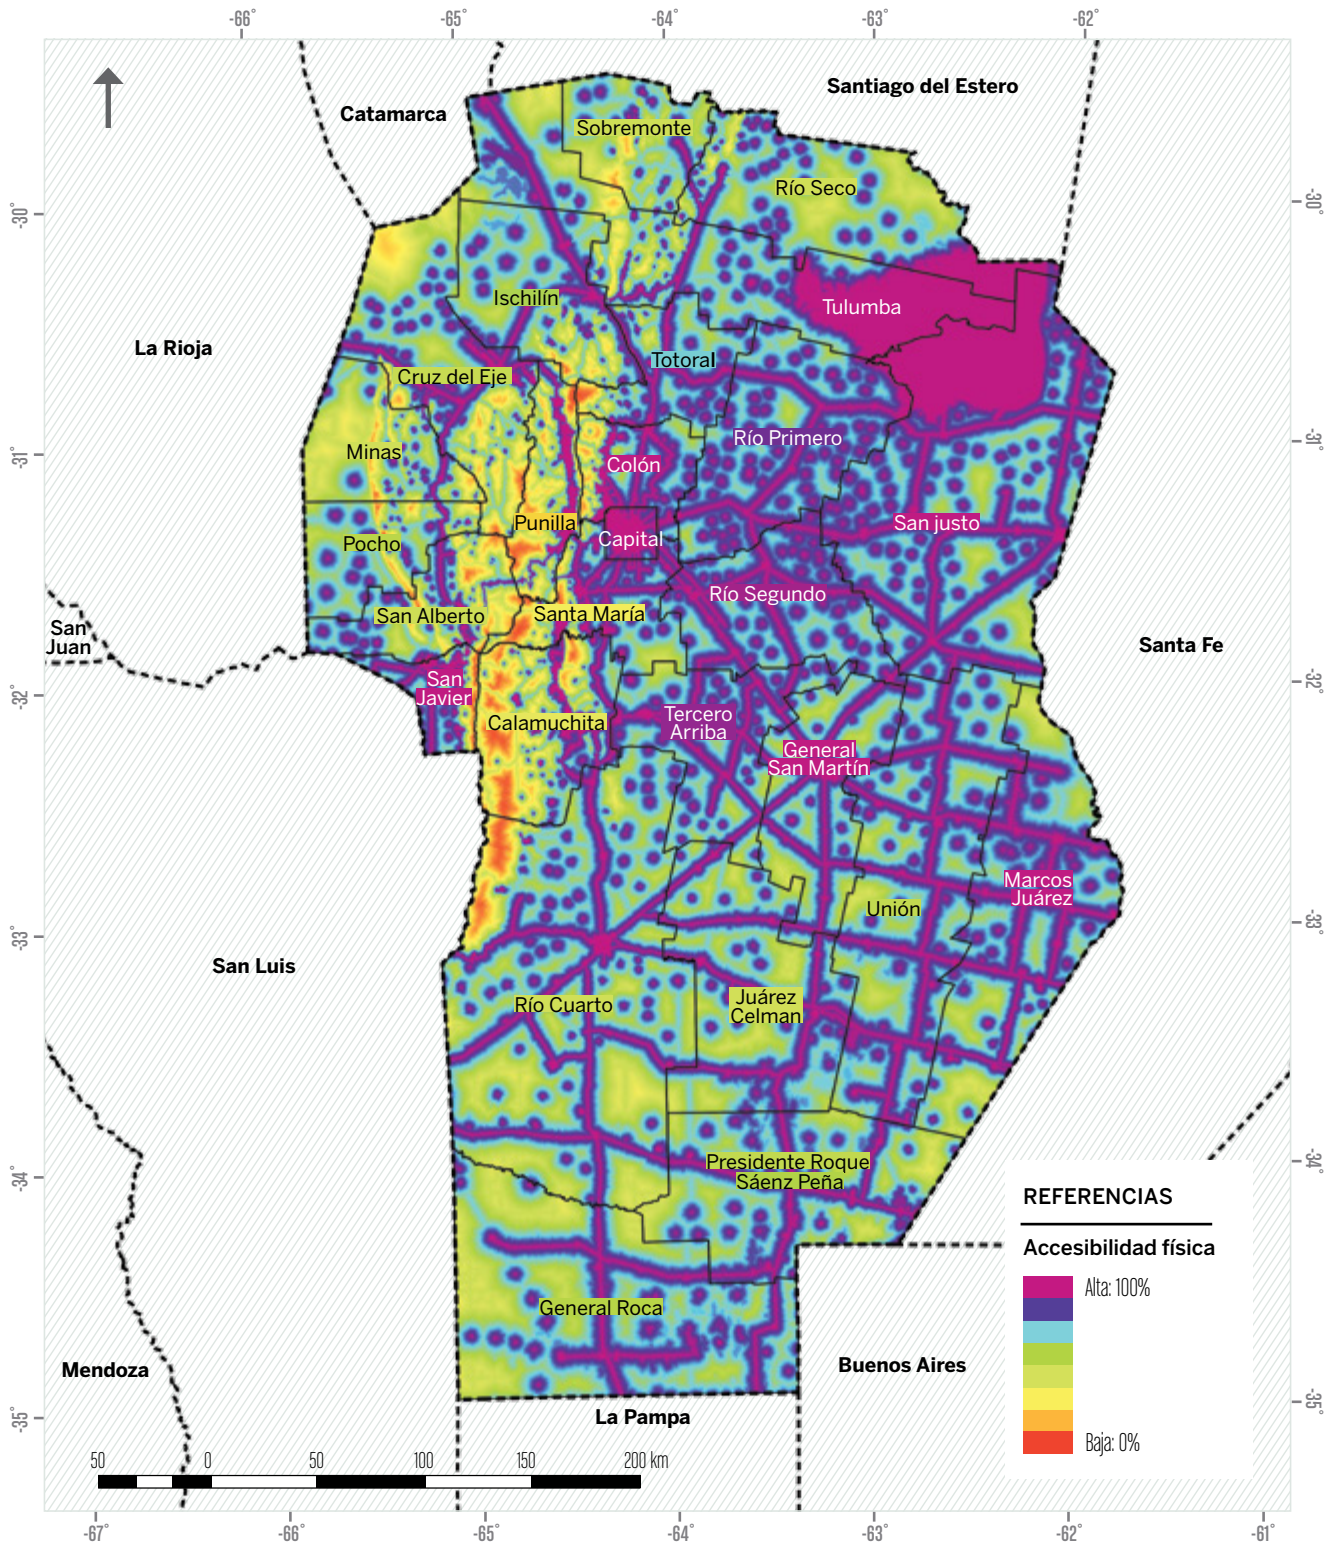 -66°
-65°
-64°
-63°
-62°
Santiago del Estero
Catamarca
Sobremonte
Río Seco
-30°
-30°
Ischilín
Tulumba
La Rioja
Totoral
Cruz del Eje
Río Primero
-31°
-31°
Minas
Colón
Punilla
San justo
Pocho
Capital
Río Segundo
San Alberto
Santa María
San
Juan
Santa Fe
San
Javier
-32°
-32°
Calamuchita
Tercero
Arriba
General
San Martín
Marcos
Juárez
Unión
-33°
-33°
San Luis
Río Cuarto
Juárez
Celman
Presidente Roque
Sáenz Peña
-34°
-34°
REFERENCIAS
Accesibilidad física
Alta: 100%
Baja: 0%
General Roca
Mendoza
Buenos Aires
La Pampa
-35°
-35°
50 0 50 100 150 200 km
-67°
-66°
-65°
-64°
-63°
-62°
-61°